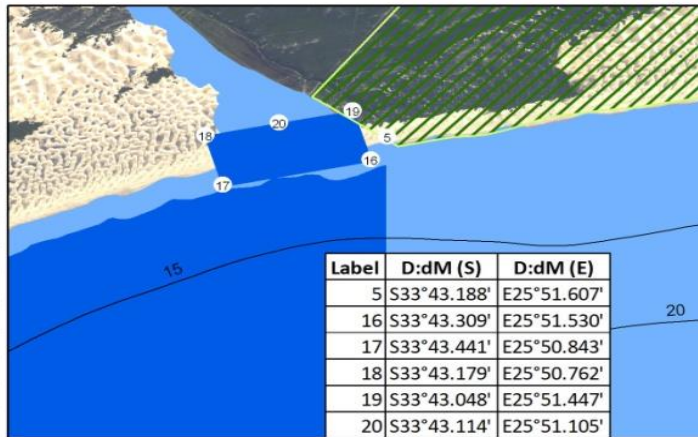 19
20
18
5
16
17
15
20
Label D:dM (S) D:dM (E)
5 S33°43.188' E25°51.607'
16 S33°43.309' E25°51.530'
17 S33°43.441' E25°50.843'
18 S33°43.179' E25°50.762'
19 S33°43.048' E25°51.447'
20 S33°43.114' E25°51.105'